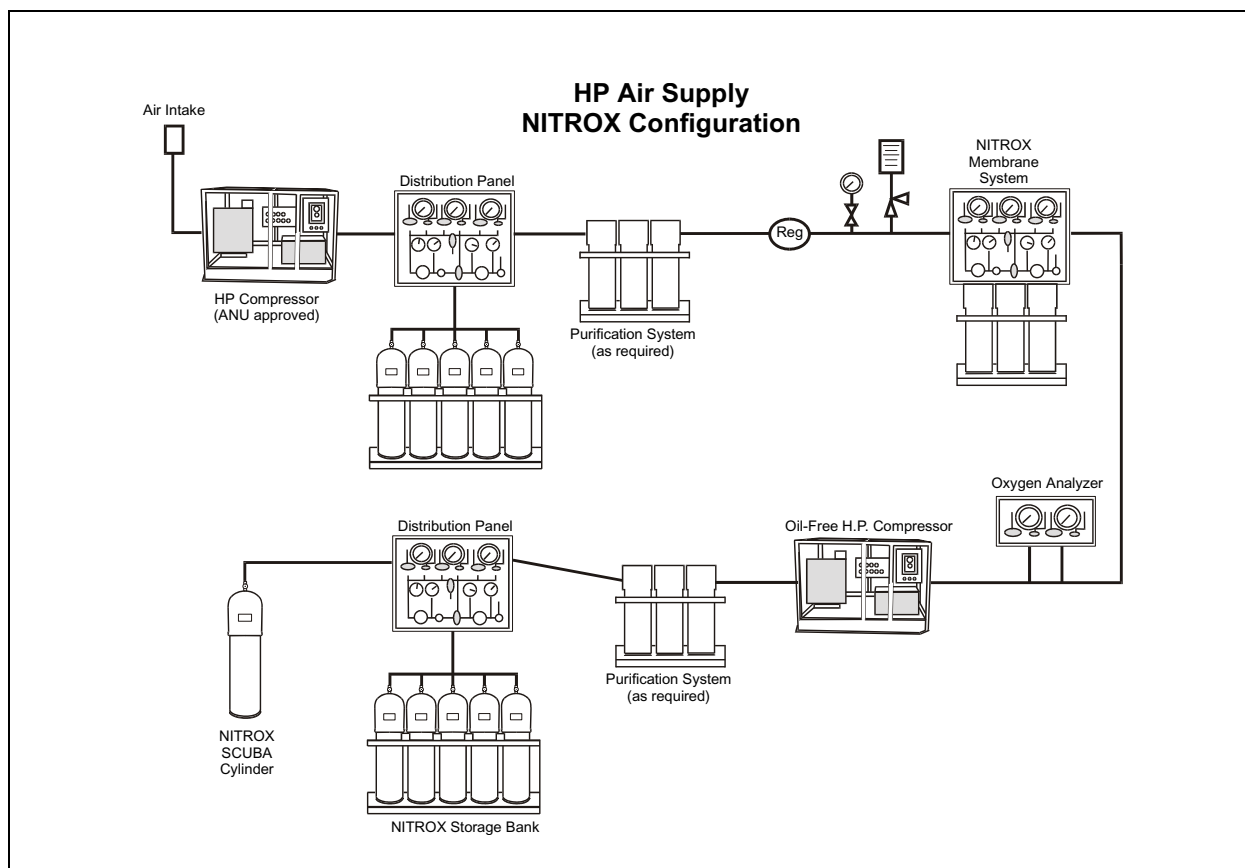 HP Air Supply
NITROX Configuration
Air Intake
HP Compressor
(ANU approved)
Distribution Panel
Purification System
(as required)
Reg
NITROX
Membrane
System
Oxygen Analyzer
Oil-Free H.P. Compressor
Purification System
(as required)
Distribution Panel
NITROX Storage Bank
NITROX
SCUBA
Cylinder